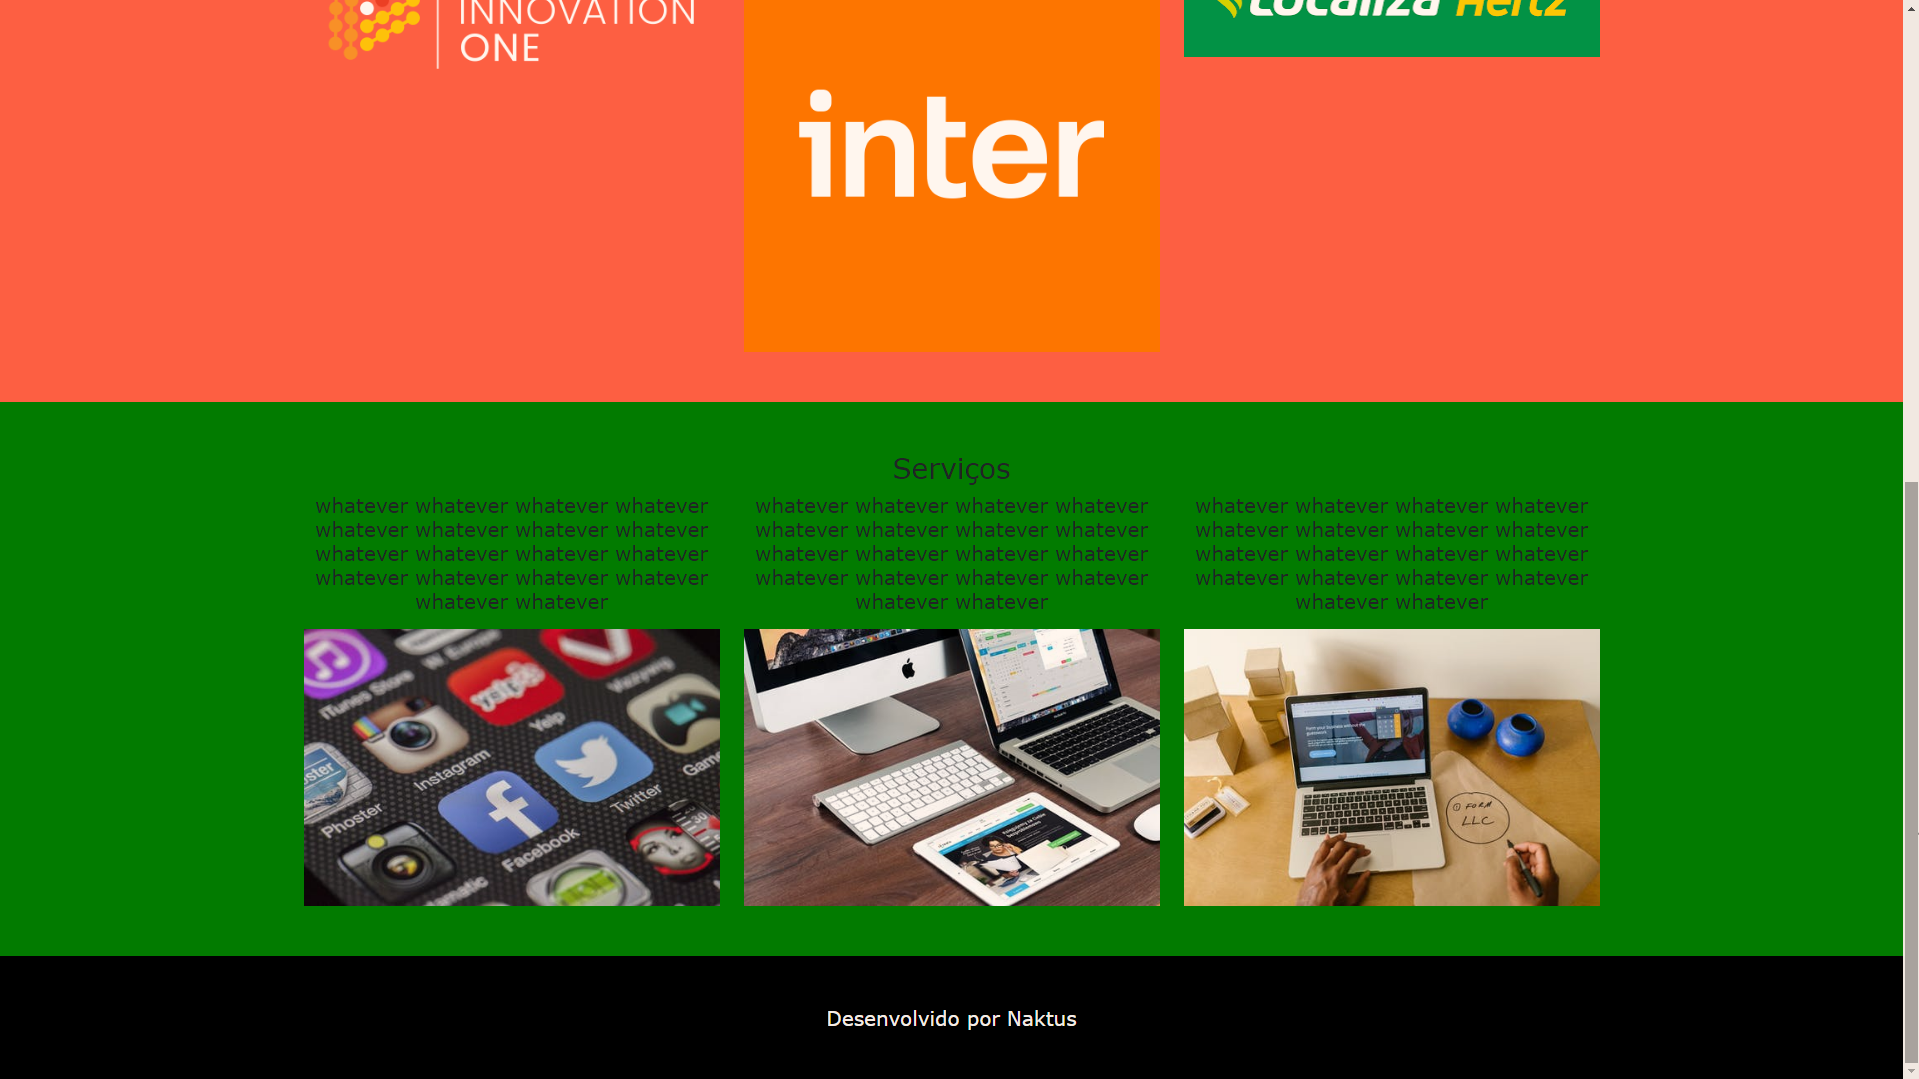 INNOVATION
ONE
inter
Localiza Hertz
Serviços
whatever whatever whatever whatever
whatever whatever whatever whatever
whatever whatever whatever whatever
whatever whatever whatever whatever
whatever whatever
whatever whatever whatever whatever
whatever whatever whatever whatever
whatever whatever whatever whatever
whatever whatever whatever whatever
whatever whatever
whatever whatever whatever whatever
whatever whatever whatever whatever
whatever whatever whatever whatever
whatever whatever whatever whatever
whatever whatever
iTunes Store
yelp
Yelp
Instagram
Phoster
Twitter
Facebook
① FORM
LLC
Desenvolvido por Naktus